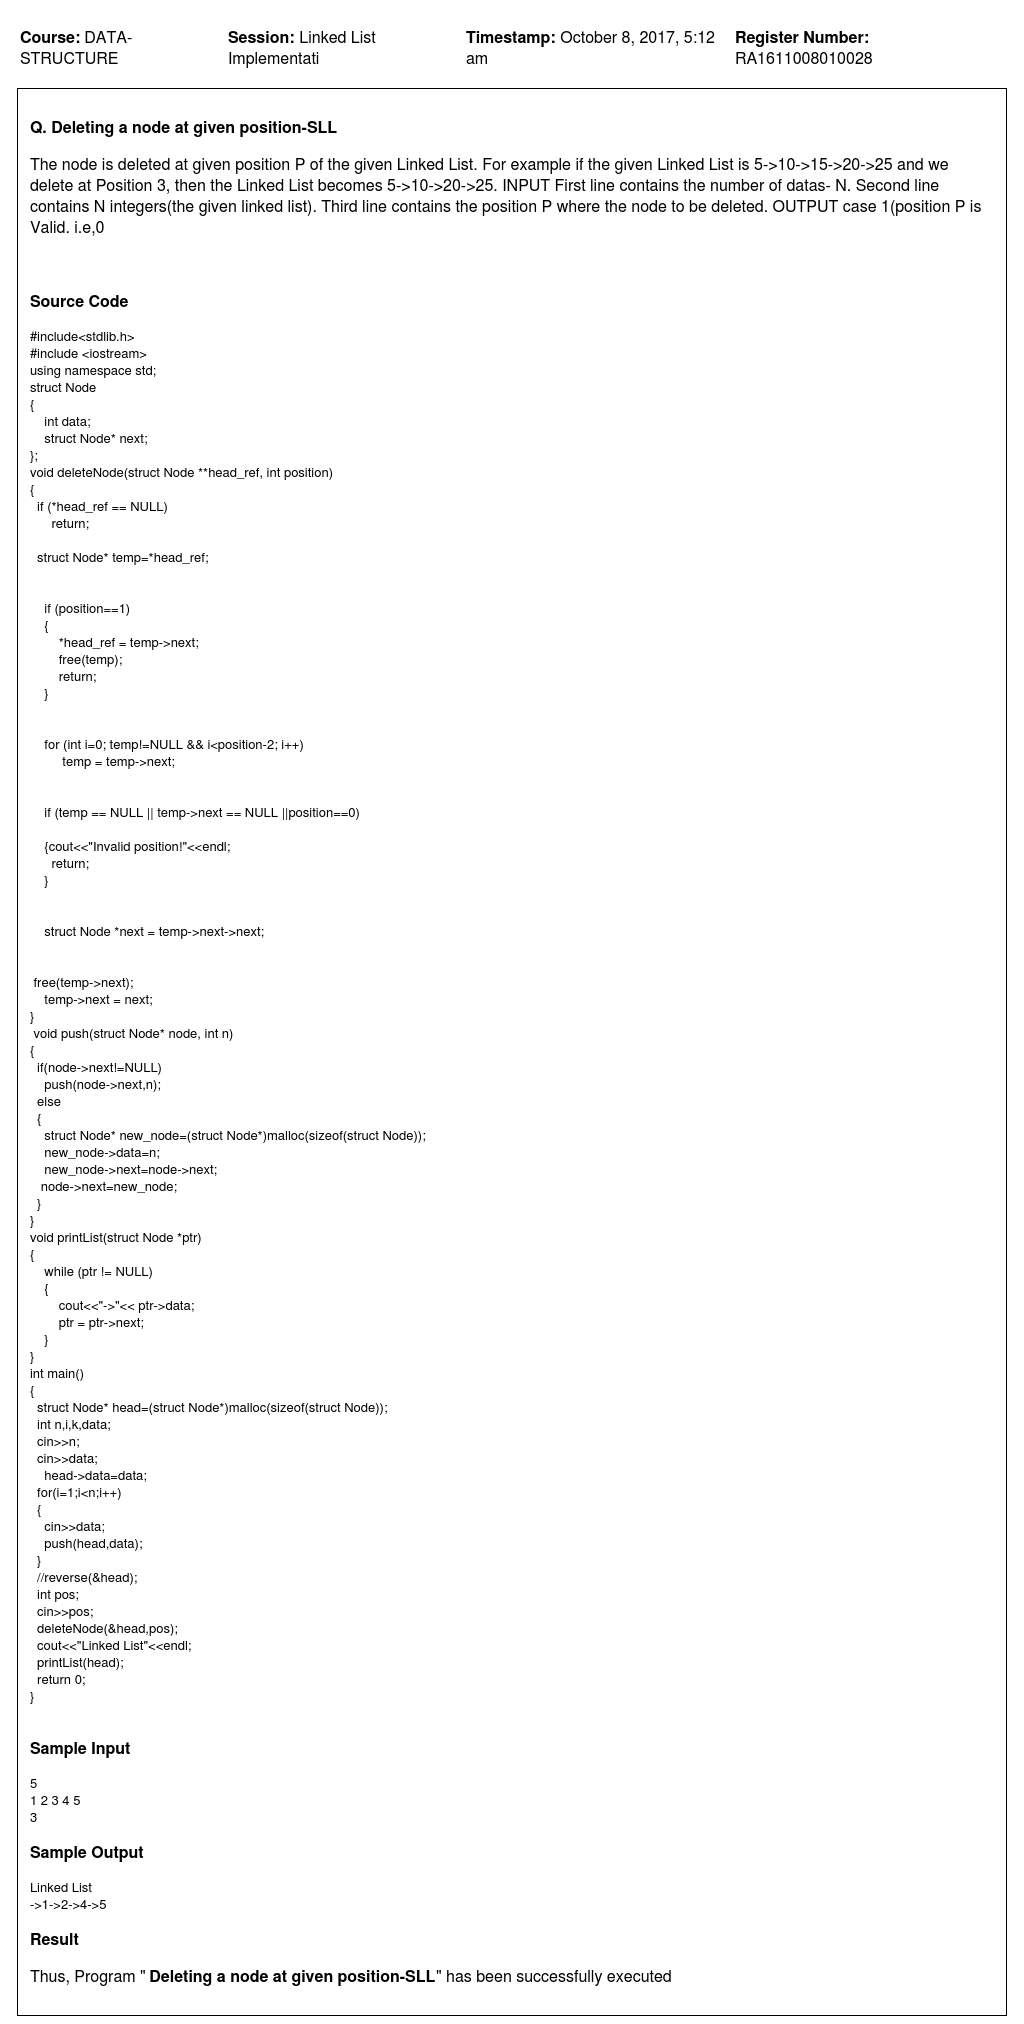 Course: DATA-STRUCTURE
Session: Linked List Implementati
Timestamp: October 8, 2017, 5:12 am
Register Number: RA1611008010028
Q. Deleting a node at given position-SLL
The node is deleted at given position P of the given Linked List. For example if the given Linked List is 5->10->15->20->25 and we
delete at Position 3, then the Linked List becomes 5->10->20->25. INPUT First line contains the number of datas- N. Second line
contains N integers(the given linked list). Third line contains the position P where the node to be deleted. OUTPUT case 1(position P is
Valid. i.e,0
Source Code
#include<stdlib.h>
#include <iostream>
using namespace std;
struct Node
{
    int data;
    struct Node* next;
};
void deleteNode(struct Node **head_ref, int position)
{
  if (*head_ref == NULL)
      return;
  struct Node* temp=*head_ref;
    if (position==1)
    {
        *head_ref = temp->next;
        free(temp);
        return;
    }
    for (int i=0; temp!=NULL && i<position-2; i++)
         temp = temp->next;
    if (temp == NULL || temp->next == NULL ||position==0)
    {cout<<"Invalid position!"<<endl;
      return;
    }
    struct Node *next = temp->next->next;
 free(temp->next);
    temp->next = next;
}
 void push(struct Node* node, int n)
{
  if(node->next!=NULL)
    push(node->next,n);
  else
  {
    struct Node* new_node=(struct Node*)malloc(sizeof(struct Node));
    new_node->data=n;
    new_node->next=node->next;
   node->next=new_node;
  }
}
void printList(struct Node *ptr)
{
    while (ptr != NULL)
    {
        cout<<"->"<< ptr->data;
        ptr = ptr->next;
    }
}
int main()
{
  struct Node* head=(struct Node*)malloc(sizeof(struct Node));
  int n,i,k,data;
  cin>>n;
  cin>>data;
    head->data=data;
  for(i=1;i<n;i++)
  {
    cin>>data;
    push(head,data);
  }
  //reverse(&head);
  int pos;
  cin>>pos;
  deleteNode(&head,pos);
  cout<<"Linked List"<<endl;
  printList(head);
  return 0;
}
Sample Input
5
1 2 3 4 5
3
Sample Output
Linked List
->1->2->4->5
Result
Thus, Program " Deleting a node at given position-SLL" has been successfully executed